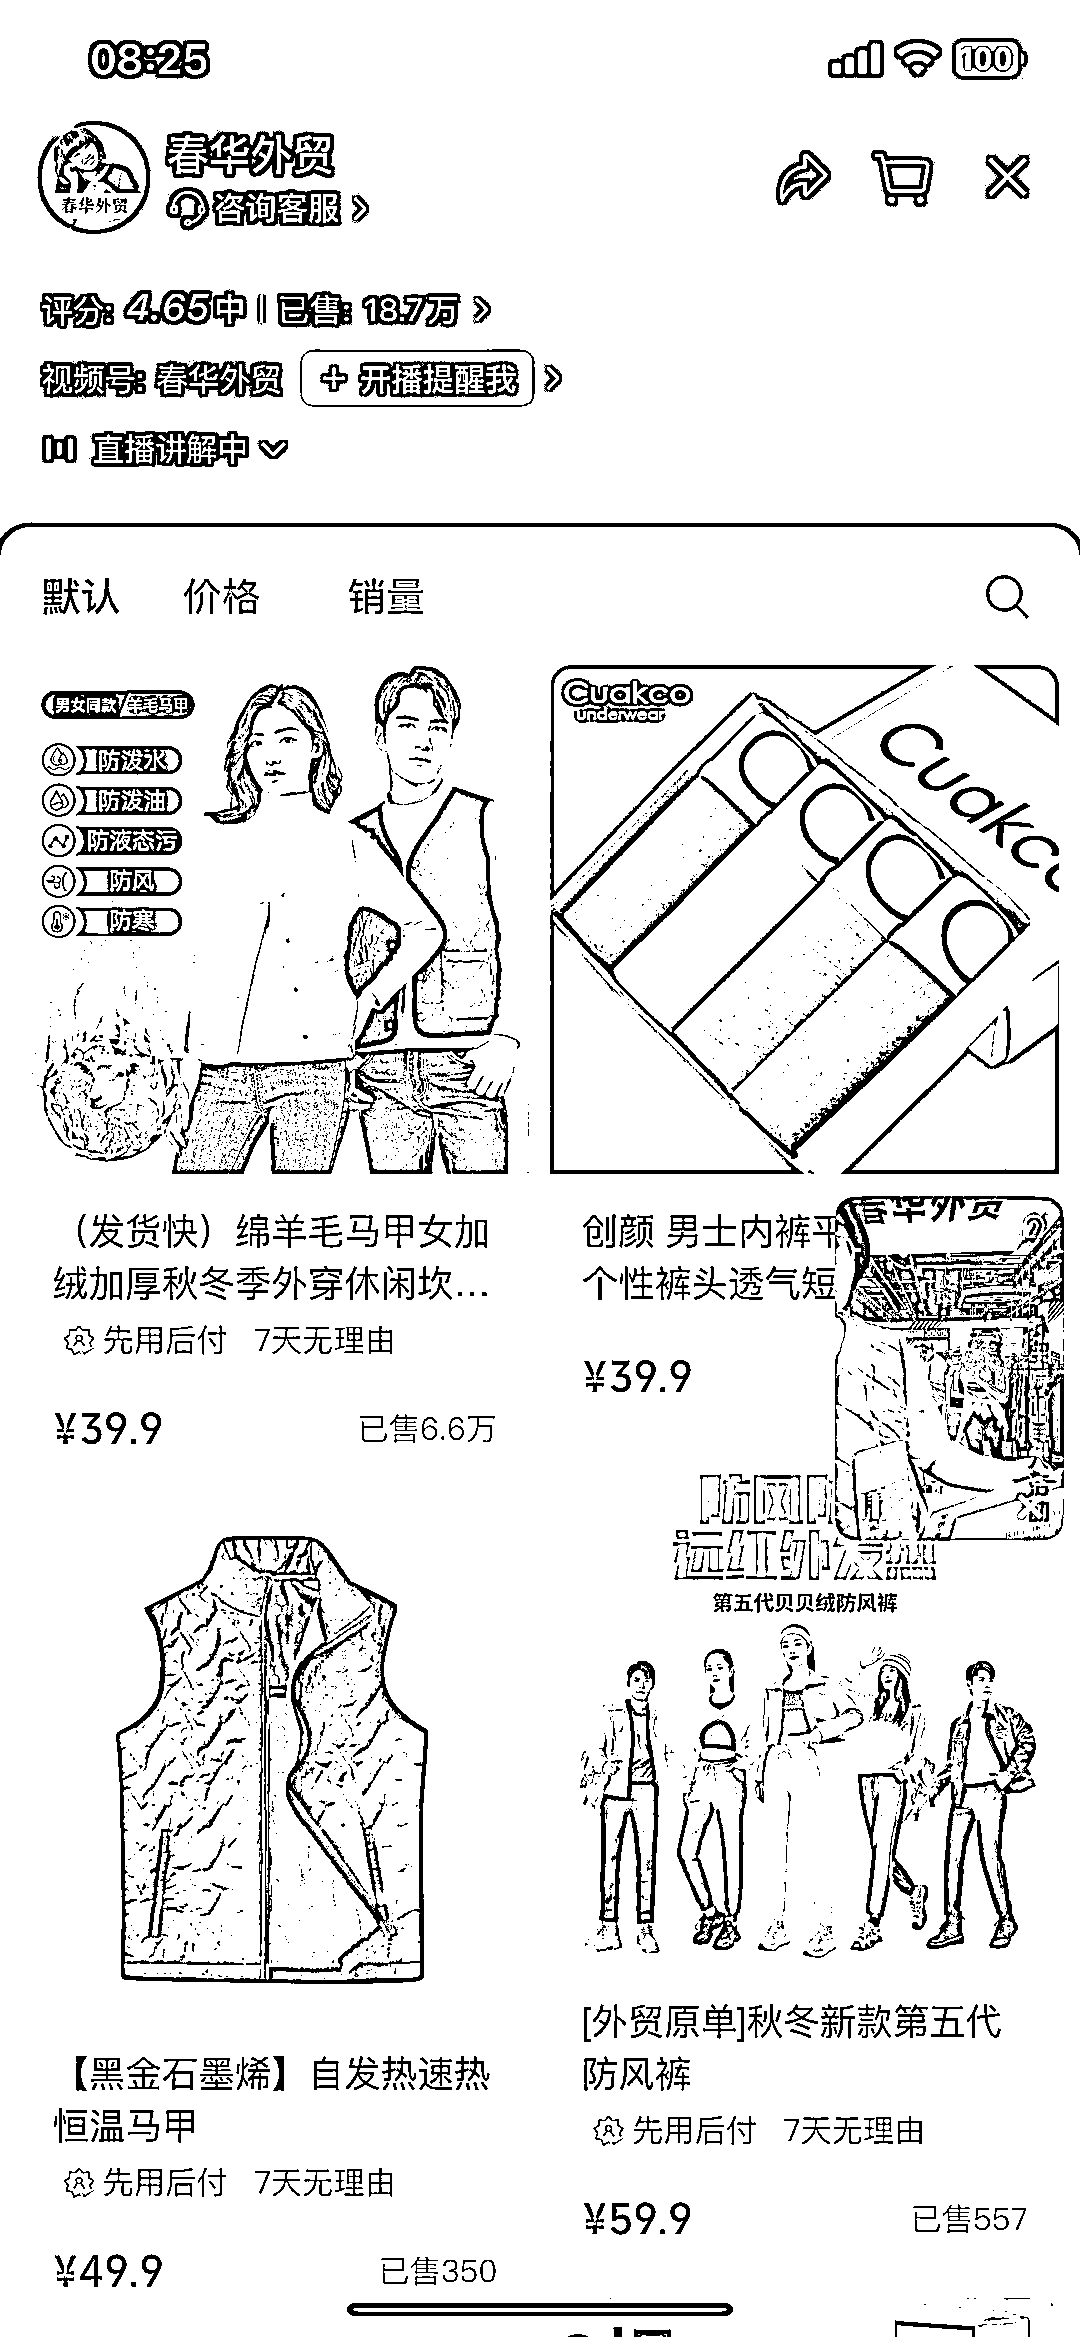 08:25
100
春华外贸
春华外贸
咨询客服
评分: 4.65中 | 已售: 18.7万
视频号: 春华外贸 + 开播提醒我
直播讲解中
默认 价格 销量
男女同款/羊毛马甲
防泼水
防泼油
防液态污
防风
防寒
Cuakco
underwear
Cuakco
(发货快）绵羊毛马甲女加
绒加厚秋冬季外穿休闲坎...
先用后付 7天无理由
¥39.9 已售6.6万
创颜 男士内裤平
个性裤头透气短
¥39.9
春华外贸
防风
远红外发热
第五代贝贝绒防风裤
【黑金石墨烯】自发热速热
恒温马甲
先用后付 7天无理由
¥49.9 已售350
[外贸原单]秋冬新款第五代
防风裤
先用后付 7天无理由
¥59.9 已售557